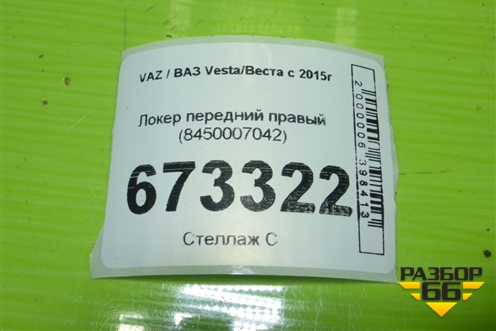 VAZ / ВАЗ Vesta/Веста с 2015г
Локер передний правый
(8450007042)
673322
Стеллаж С
2000006398413
РАЗБОР
66